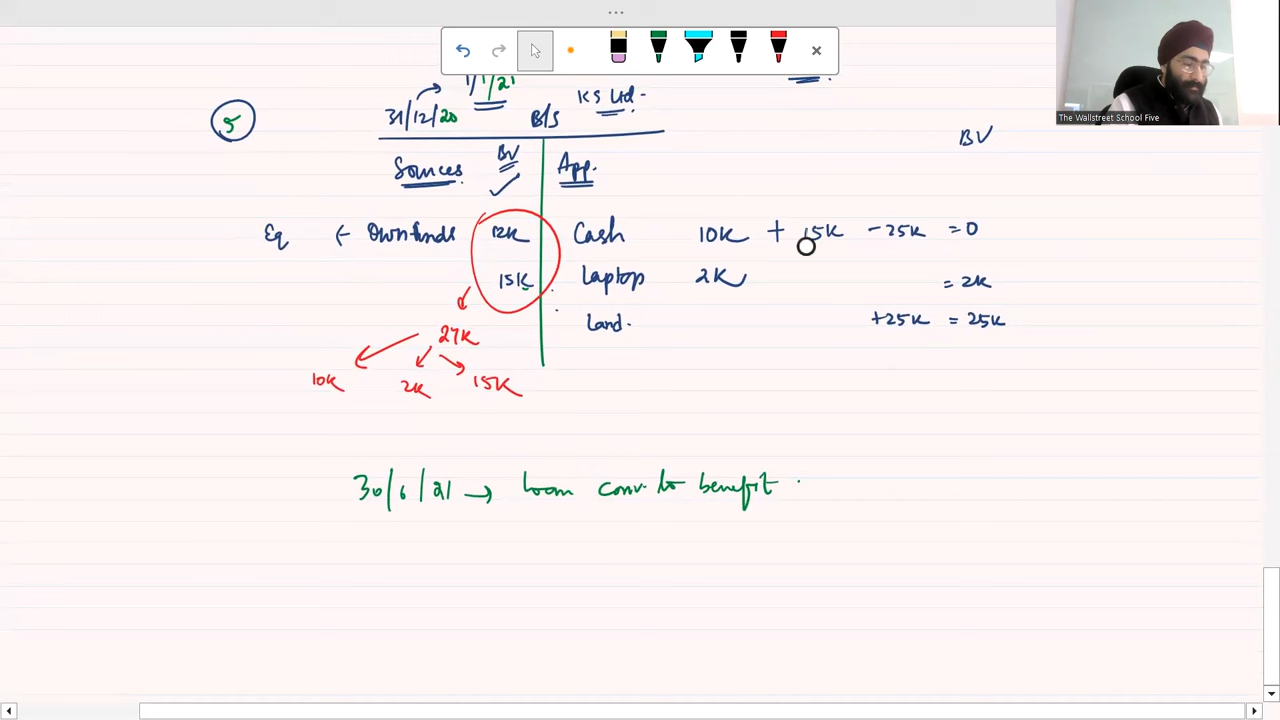 1/1/21
31/12/20 B/S KS Ltd.
5
The Wallstreet School Five
BV
Sources BV App.
Eq ← Own funds 12K Cash 10K + 15K - 25K = 0
15K Laptop 2K = 2K
Land. +25K = 25K
27K
10K 2K 15K
30/6/21 → loan conv. to benefit .